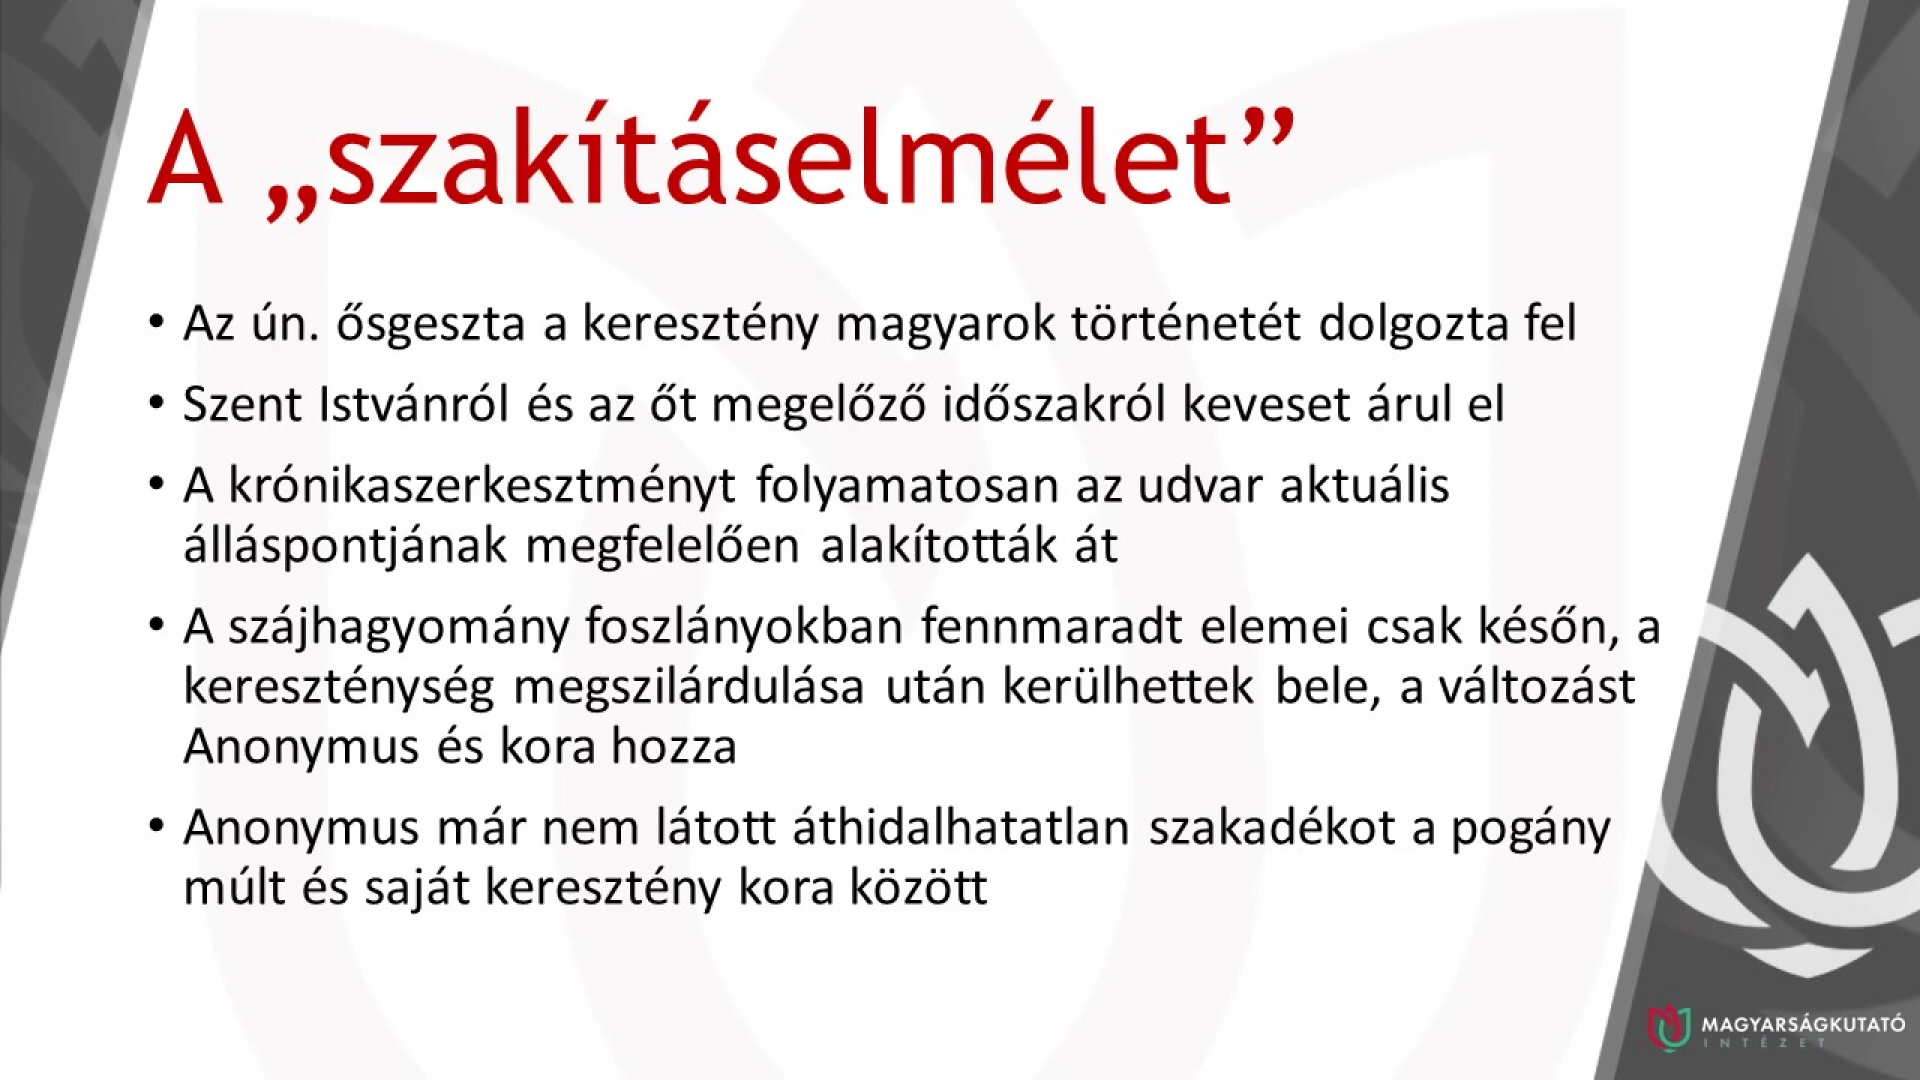 A „szakításelmélet”
• Az ún. ősgeszta a keresztény magyarok történetét dolgozta fel
• Szent Istvánról és az őt megelőző időszakról keveset árul el
• A krónikaszerkesztményt folyamatosan az udvar aktuális
álláspontjának megfelelően alakították át
• A szájhagyomány foszlányokban fennmaradt elemei csak későn, a
kereszténység megszilárdulása után kerülhettek bele, a változást
Anonymus és kora hozza
• Anonymus már nem látott áthidalhatatlan szakadékot a pogány
múlt és saját keresztény kora között
MAGYARSÁGKUTATÓ
INTÉZET